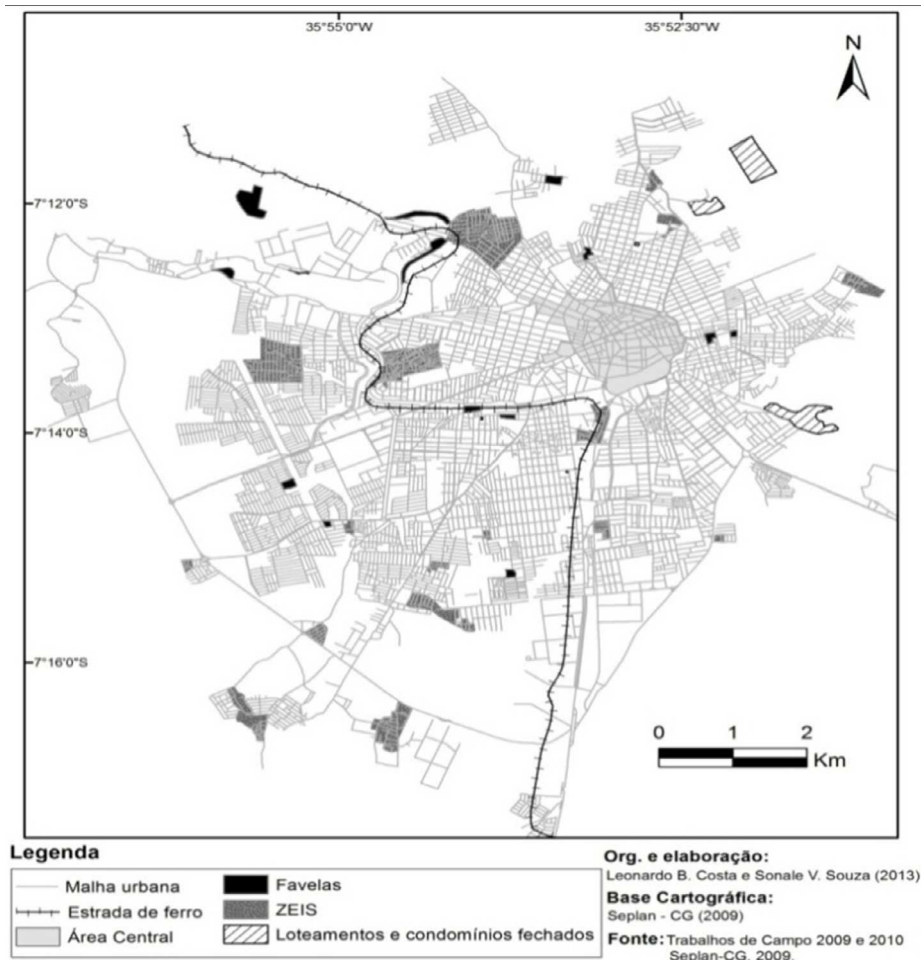 35°55'0"W 35°52'30"W
N
7°12'0"S
7°14'0"S
7°16'0"S
0 1 2
Km
Legenda
Malha urbana
Estrada de ferro
Área Central
Favelas
ZEIS
Loteamentos e condomínios fechados
Org. e elaboração:
Leonardo B. Costa e Sonale V. Souza (2013)
Base Cartográfica:
Seplan - CG (2009)
Fonte: Trabalhos de Campo 2009 e 2010
Seplan-CG, 2009.